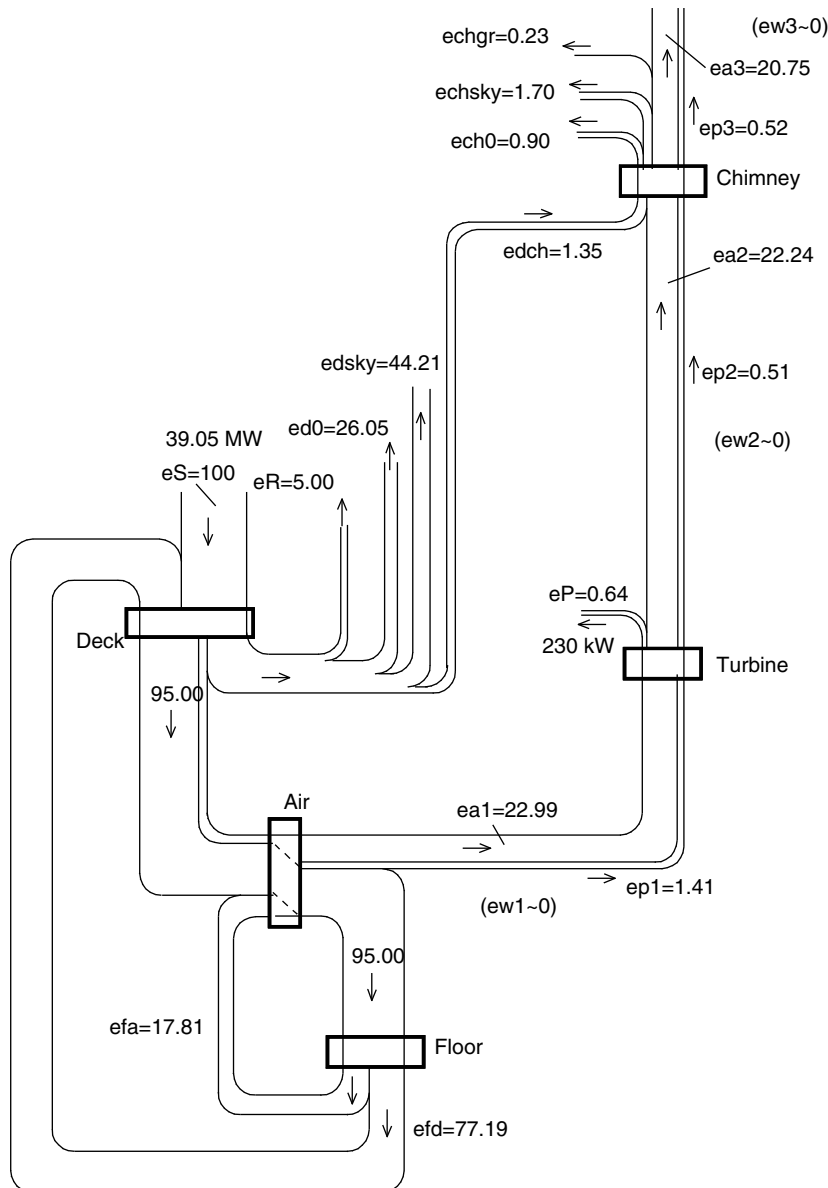 (ew3~0)
echgr=0.23
ea3=20.75
echsky=1.70
ep3=0.52
ech0=0.90
Chimney
edch=1.35
ea2=22.24
edsky=44.21
ep2=0.51
ed0=26.05
39.05 MW
(ew2~0)
eS=100
eR=5.00
eP=0.64
Deck
230 kW
Turbine
95.00
Air
ea1=22.99
ep1=1.41
(ew1~0)
95.00
efa=17.81
Floor
efd=77.19